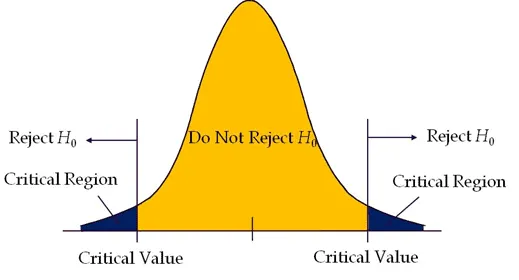 Reject H₀
Do Not Reject H₀
Reject H₀
Critical Region
Critical Region
Critical Value
Critical Value